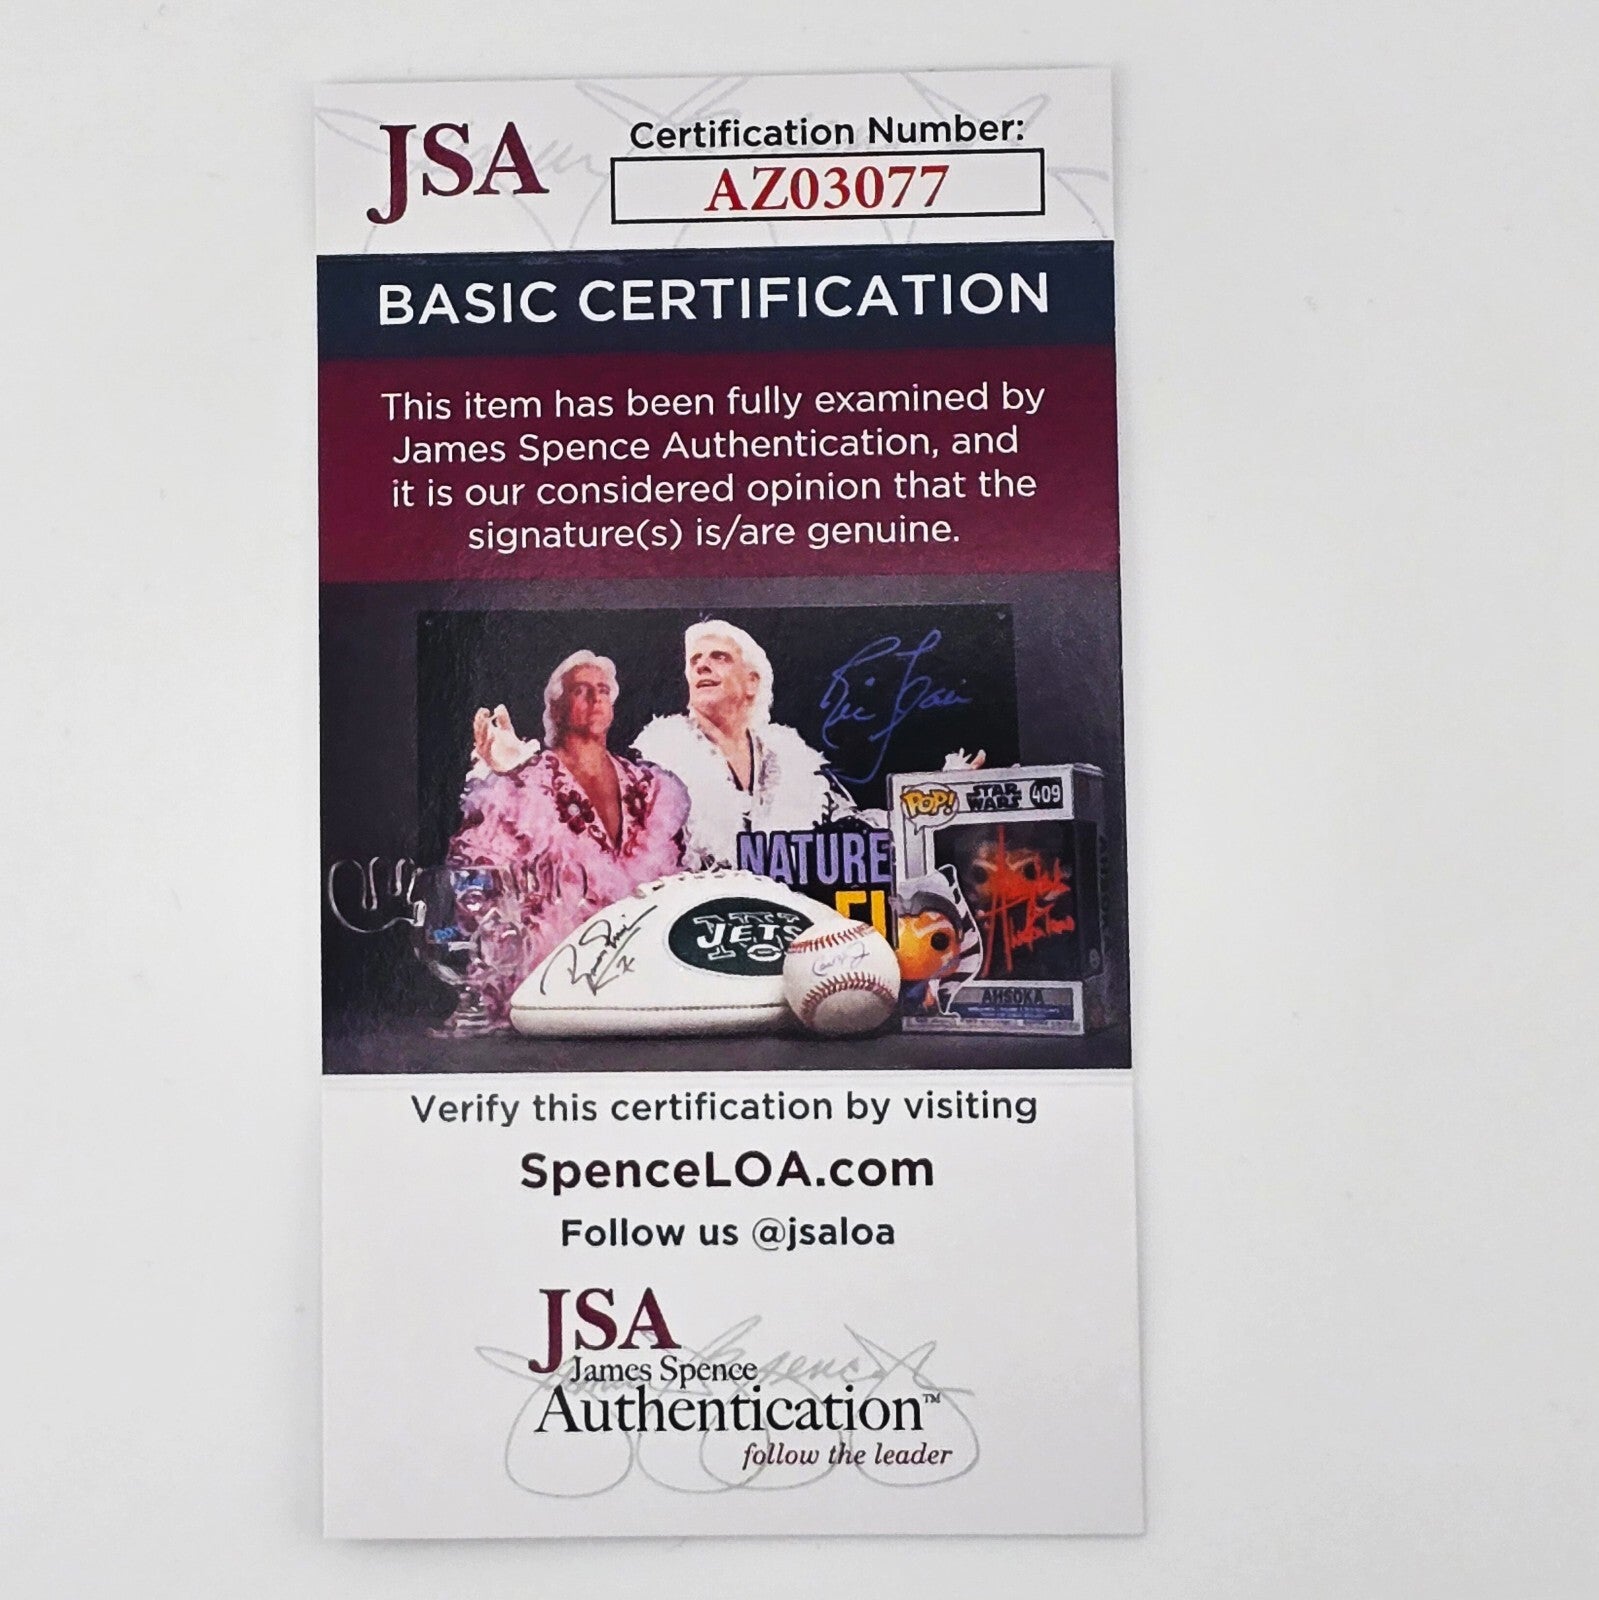 JSA
Certification Number:
AZ03077
BASIC CERTIFICATION
This item has been fully examined by
James Spence Authentication, and
it is our considered opinion that the
signature(s) is/are genuine.
Ric Flair
POP!
STAR
WARS
409
NATURE
JETS
AHSOKA
Verify this certification by visiting
SpenceLOA.com
Follow us @jsaloa
JSA
James Spence
Authentication™
follow the leader